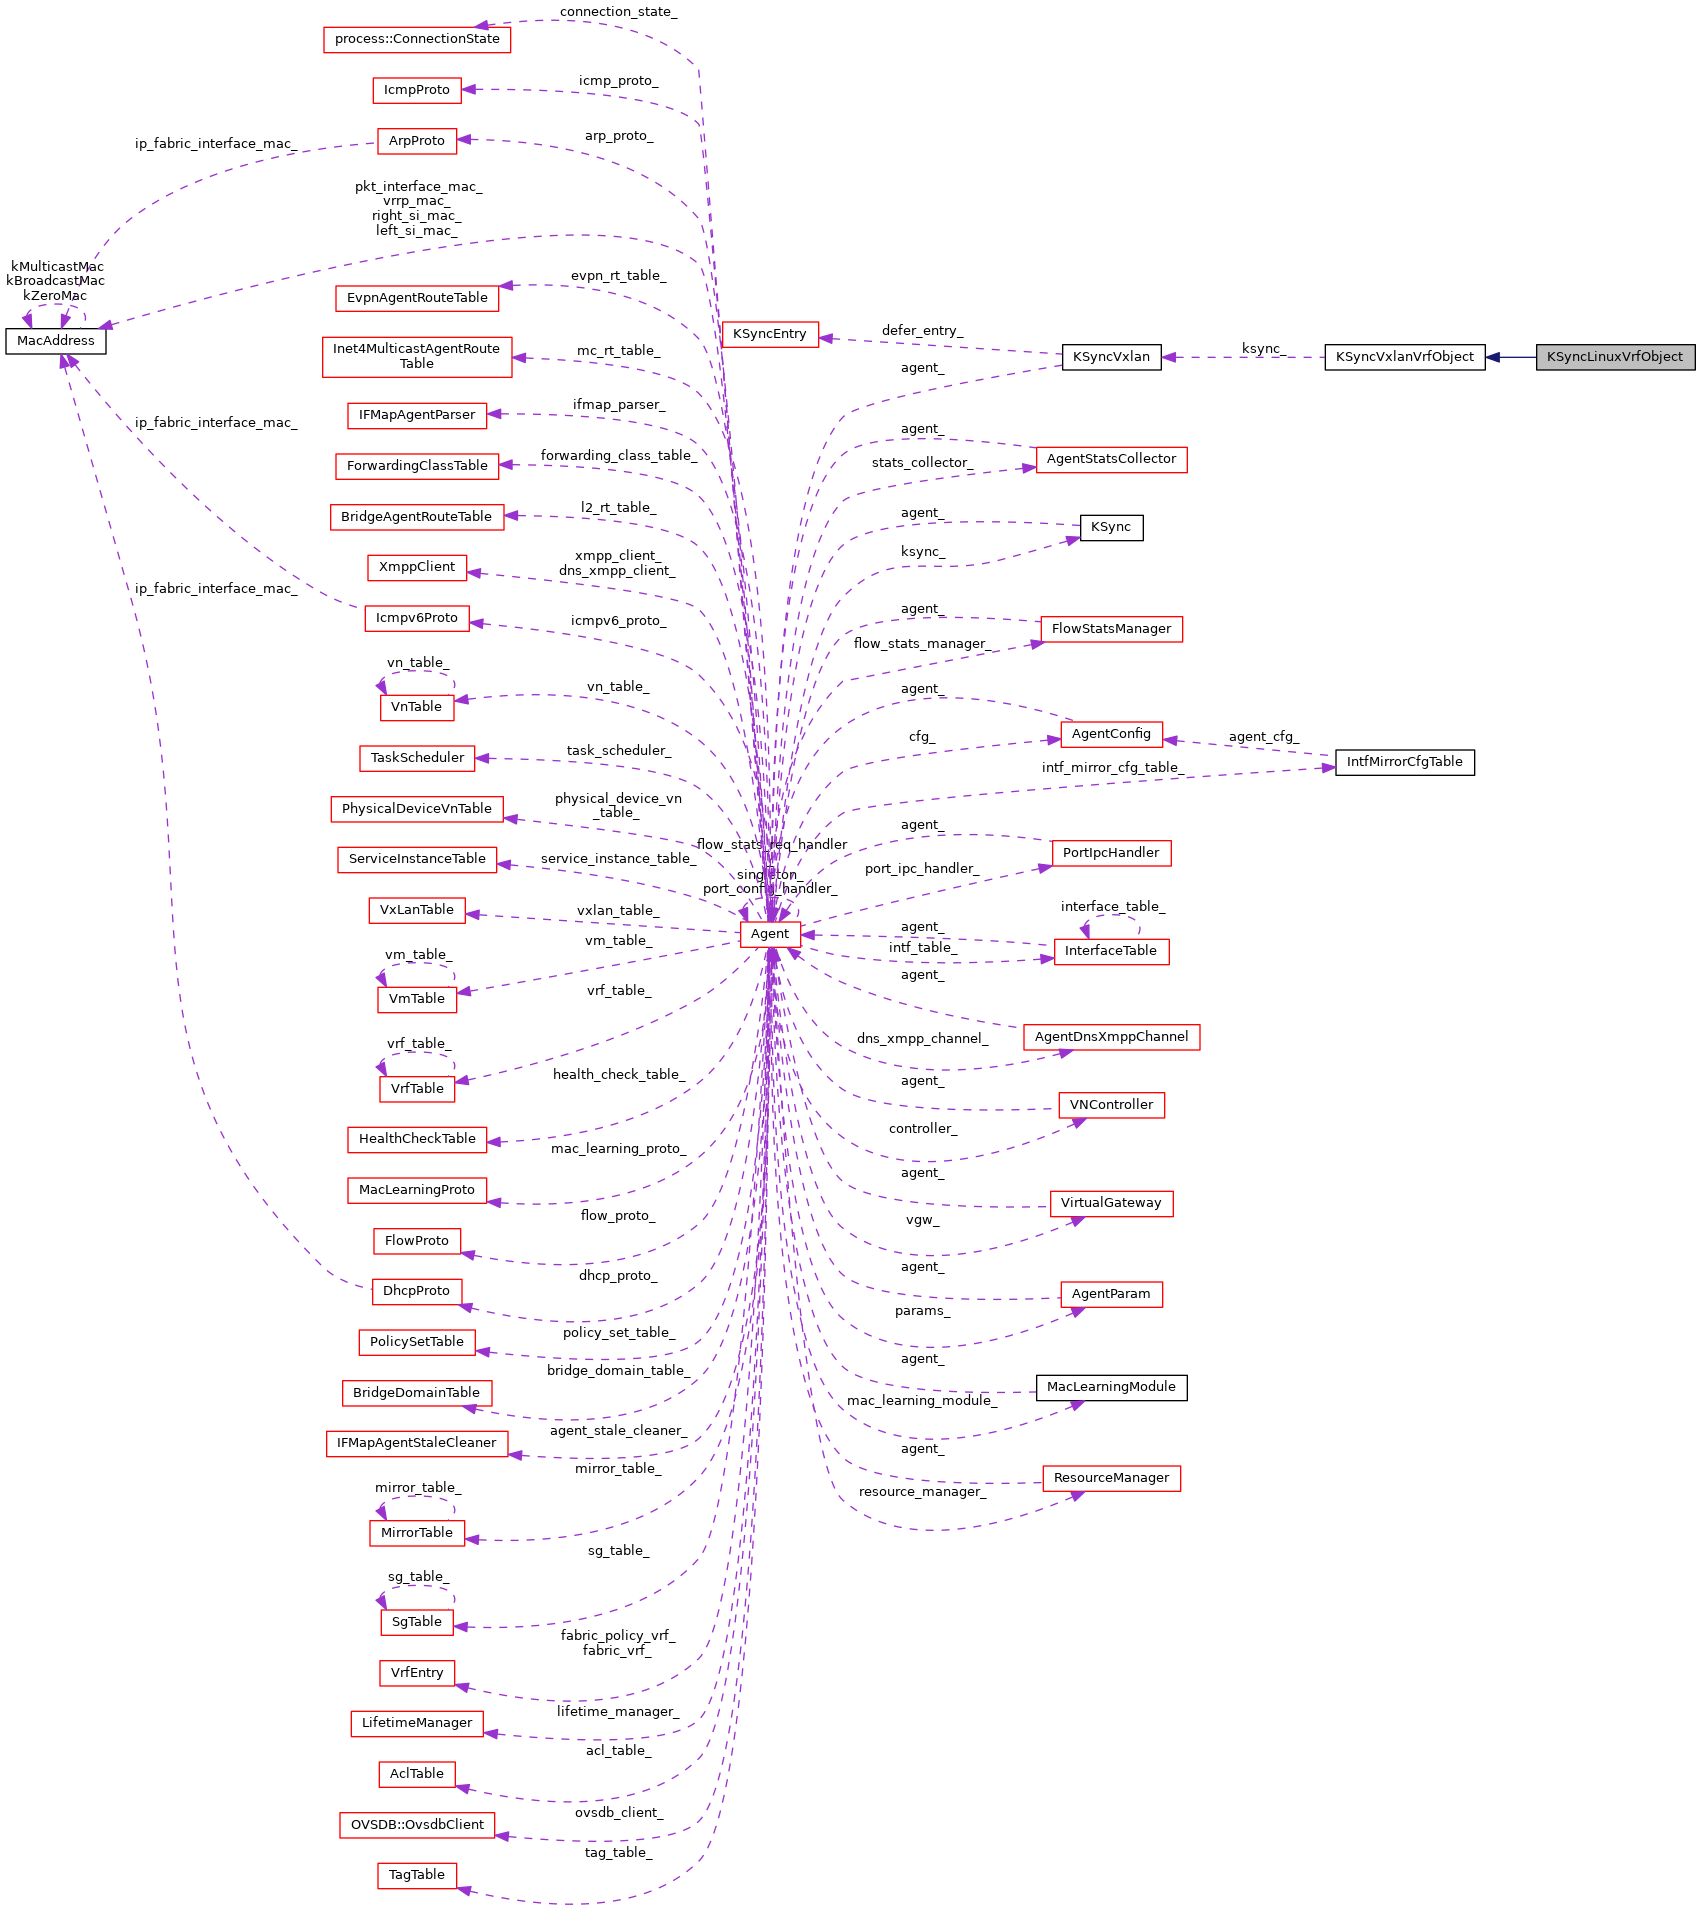 connection_state_
process::ConnectionState
icmp_proto_
IcmpProto
arp_proto_
ArpProto
ip_fabric_interface_mac_
pkt_interface_mac_
vrrp_mac_
right_si_mac_
left_si_mac_
kMulticastMac
kBroadcastMac
kZeroMac
MacAddress
evpn_rt_table_
EvpnAgentRouteTable
mc_rt_table_
Inet4MulticastAgentRoute
Table
ifmap_parser_
IFMapAgentParser
ip_fabric_interface_mac_
forwarding_class_table_
ForwardingClassTable
l2_rt_table_
BridgeAgentRouteTable
xmpp_client_
dns_xmpp_client_
XmppClient
ip_fabric_interface_mac_
icmpv6_proto_
Icmpv6Proto
vn_table_
vn_table_
VnTable
task_scheduler_
TaskScheduler
physical_device_vn
_table_
PhysicalDeviceVnTable
service_instance_table_
ServiceInstanceTable
vxlan_table_
VxLanTable
vm_table_
vm_table_
VmTable
vrf_table_
vrf_table_
VrfTable
health_check_table_
HealthCheckTable
mac_learning_proto_
MacLearningProto
flow_proto_
FlowProto
dhcp_proto_
DhcpProto
policy_set_table_
PolicySetTable
bridge_domain_table_
BridgeDomainTable
agent_stale_cleaner_
IFMapAgentStaleCleaner
mirror_table_
mirror_table_
MirrorTable
sg_table_
sg_table_
SgTable
fabric_policy_vrf_
fabric_vrf_
VrfEntry
lifetime_manager_
LifetimeManager
acl_table_
AclTable
ovsdb_client_
OVSDB::OvsdbClient
tag_table_
TagTable
KSyncEntry
flow_stats_req_handler
singleton_
port_config_handler_
Agent
defer_entry_
KSyncVxlan
ksync_
KSyncVxlanVrfObject
KSyncLinuxVrfObject
agent_
agent_
stats_collector_
AgentStatsCollector
agent_
ksync_
KSync
agent_
flow_stats_manager_
FlowStatsManager
agent_
cfg_
AgentConfig
agent_cfg_
IntfMirrorCfgTable
intf_mirror_cfg_table_
agent_
port_ipc_handler_
PortIpcHandler
interface_table_
agent_
intf_table_
InterfaceTable
agent_
dns_xmpp_channel_
AgentDnsXmppChannel
agent_
controller_
VNController
agent_
vgw_
VirtualGateway
agent_
params_
AgentParam
agent_
mac_learning_module_
MacLearningModule
agent_
resource_manager_
ResourceManager